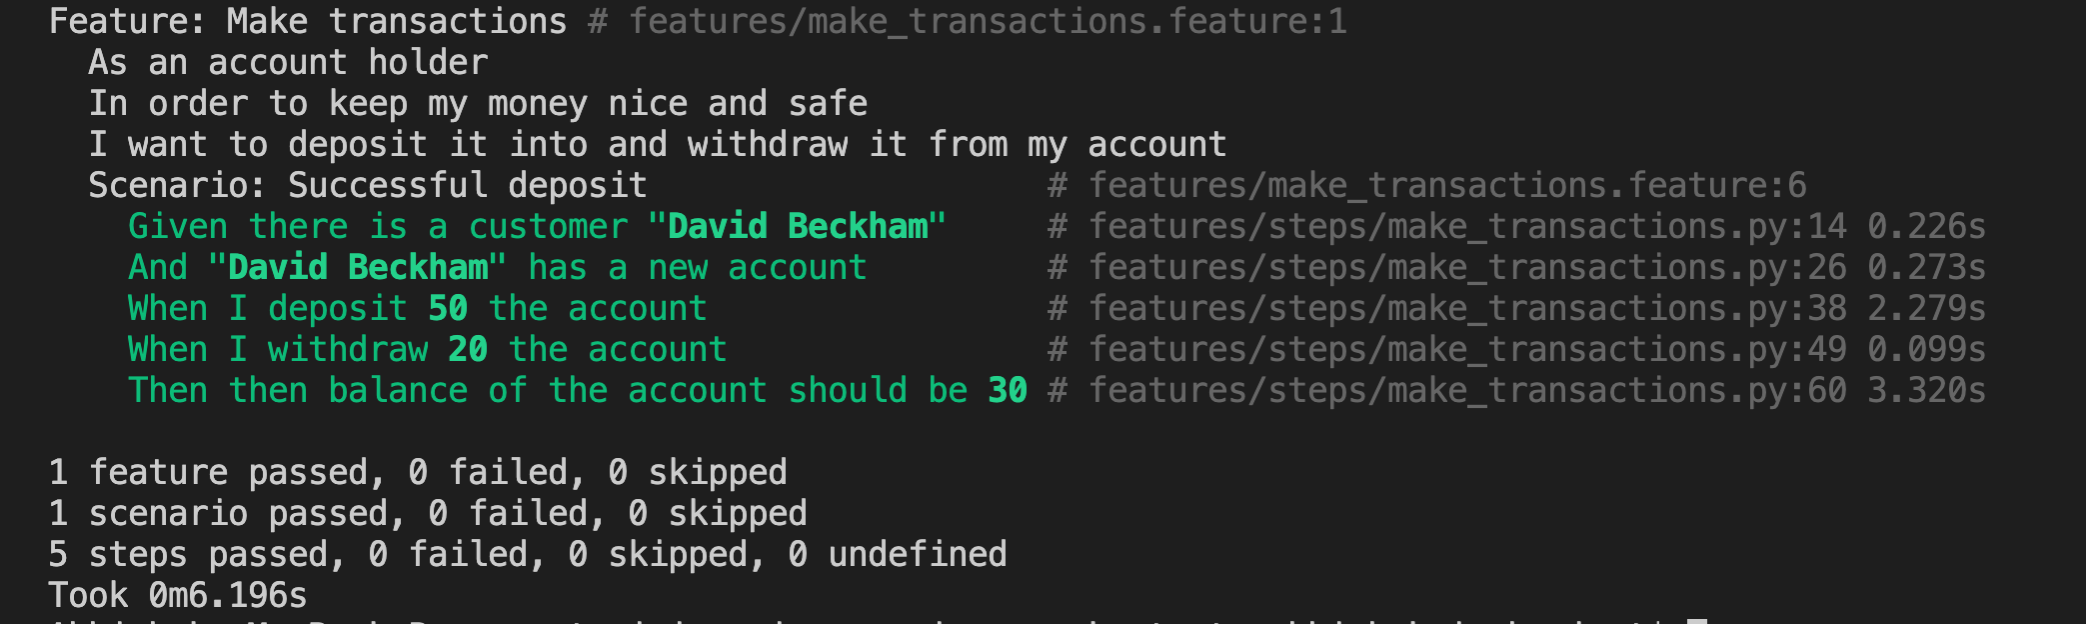 Feature: Make transactions # features/make_transactions.feature:1
As an account holder
In order to keep my money nice and safe
I want to deposit it into and withdraw it from my account
Scenario: Successful deposit # features/make_transactions.feature:6
Given there is a customer "David Beckham" # features/steps/make_transactions.py:14 0.226s
And "David Beckham" has a new account # features/steps/make_transactions.py:26 0.273s
When I deposit 50 the account # features/steps/make_transactions.py:38 2.279s
When I withdraw 20 the account # features/steps/make_transactions.py:49 0.099s
Then then balance of the account should be 30 # features/steps/make_transactions.py:60 3.320s
1 feature passed, 0 failed, 0 skipped
1 scenario passed, 0 failed, 0 skipped
5 steps passed, 0 failed, 0 skipped, 0 undefined
Took 0m6.196s